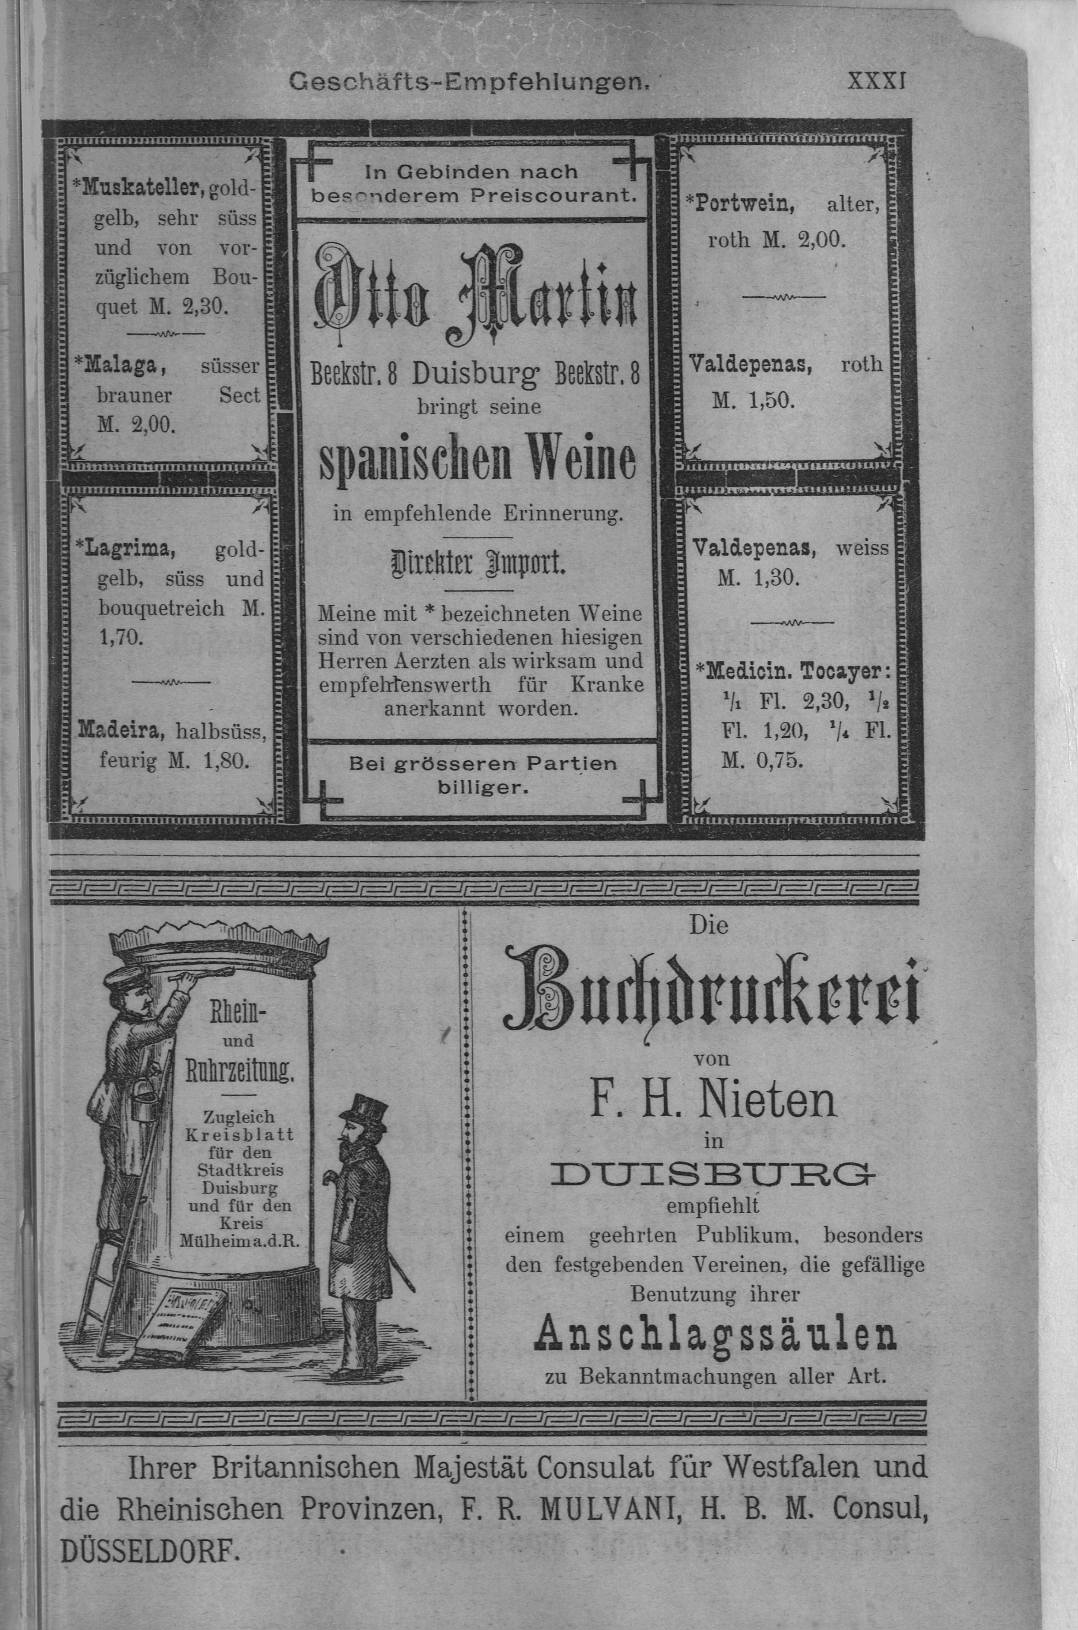 Geschäfts-Empfehlungen. XXXI
*Muskateller, gold-
gelb, sehr süss
und von vor-
züglichem Bou-
quet M. 2,30.
*Malaga, süsser
brauner Sect
M. 2,00.
*Lagrima, gold-
gelb, süss und
bouquetreich M.
1,70.
Madeira, halbsüss,
feurig M. 1,80.
In Gebinden nach
besonderem Preiscourant.
Otto Martin
Beekstr. 8 Duisburg Beekstr. 8
bringt seine
spanischen Weine
in empfehlende Erinnerung.
Direkter Import.
Meine mit * bezeichneten Weine
sind von verschiedenen hiesigen
Herren Aerzten als wirksam und
empfehlenswerth für Kranke
anerkannt worden.
Bei grösseren Partien
billiger.
*Portwein, alter,
roth M. 2,00.
Valdepenas, roth
M. 1,50.
Valdepenas, weiss
M. 1,30.
*Medicin. Tocayer:
1/1 Fl. 2,30, 1/2
Fl. 1,20, 1/4 Fl.
M. 0,75.
Rhein-
und
Ruhrzeitung.
Zugleich
Kreisblatt
für den
Stadtkreis
Duisburg
und für den
Kreis
Mülheim a.d.R.
Die
Buchdruckerei
von
F. H. Nieten
in
DUISBURG
empfiehlt
einem geehrten Publikum, besonders
den festgebenden Vereinen, die gefällige
Benutzung ihrer
Anschlagssäulen
zu Bekanntmachungen aller Art.
Ihrer Britannischen Majestät Consulat für Westfalen und
die Rheinischen Provinzen, F. R. MULVANI, H. B. M. Consul,
DÜSSELDORF.